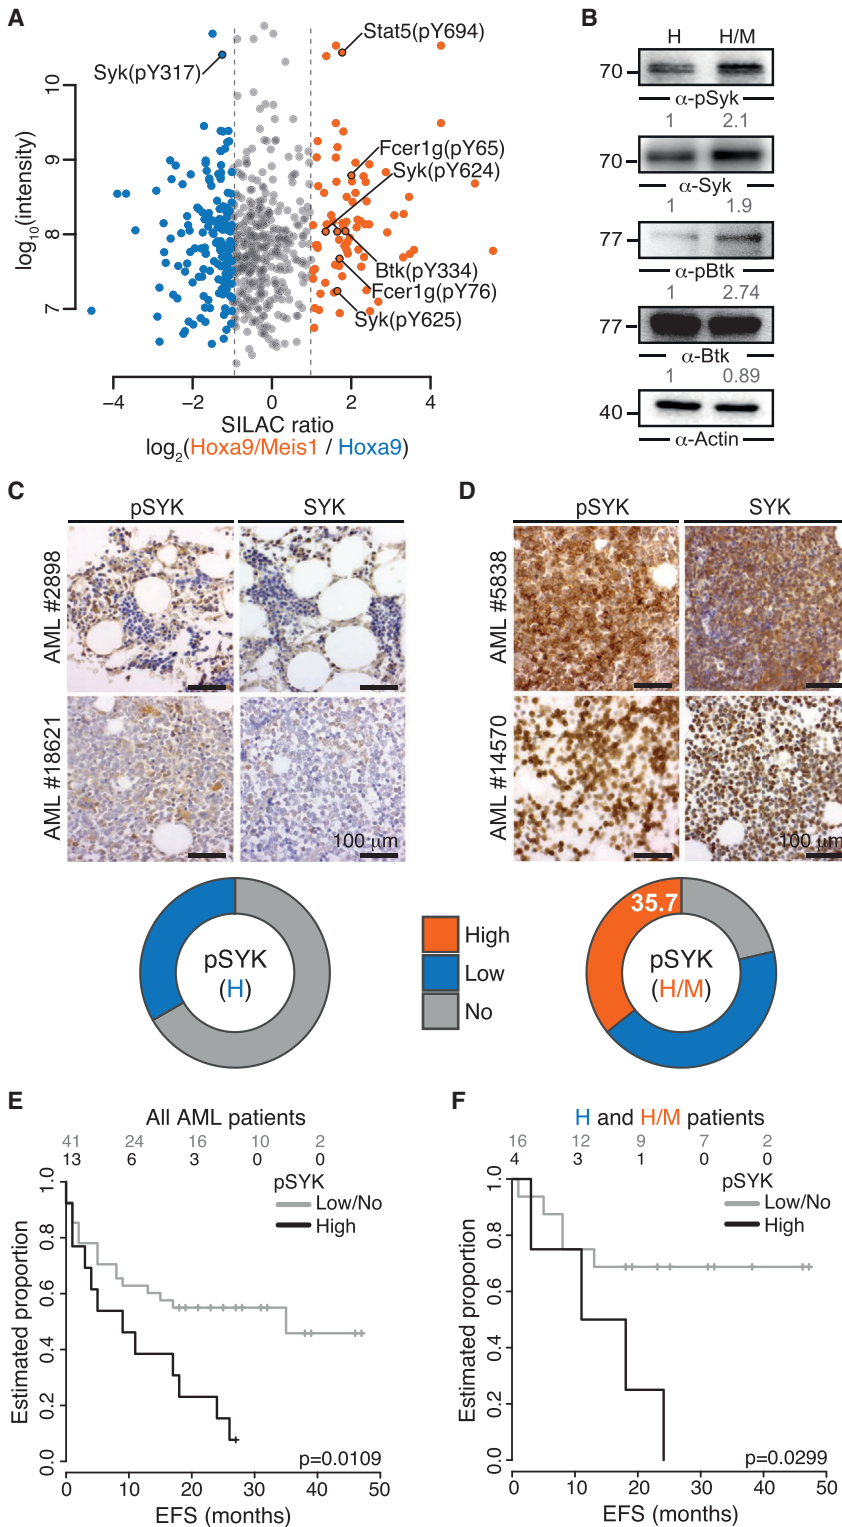 A
Stat5(pY694)
Syk(pY317)
Fcer1g(pY65)
Syk(pY624)
Btk(pY334)
Fcer1g(pY76)
Syk(pY625)
log10(intensity)
10
9
8
7
−4
−2
0
2
4
SILAC ratio
log2(Hoxa9/Meis1 / Hoxa9)
B
H
H/M
70
α-pSyk
1
2.1
70
α-Syk
1
1.9
77
α-pBtk
1
2.74
77
α-Btk
1
0.89
40
α-Actin
C
pSYK
SYK
AML #2898
AML #18621
100 µm
pSYK
(H)
High
Low
No
D
pSYK
SYK
AML #5838
AML #14570
100 µm
35.7
pSYK
(H/M)
E
All AML patients
41 24 16 10 2
13 6 3 0 0
pSYK
Low/No
High
Estimated proportion
1.0
0.8
0.6
0.4
0.2
0.0
p=0.0109
0 10 20 30 40 50
EFS (months)
F
H and H/M patients
16 12 9 7 2
4 3 1 0 0
pSYK
Low/No
High
Estimated proportion
1.0
0.8
0.6
0.4
0.2
0.0
p=0.0299
0 10 20 30 40 50
EFS (months)